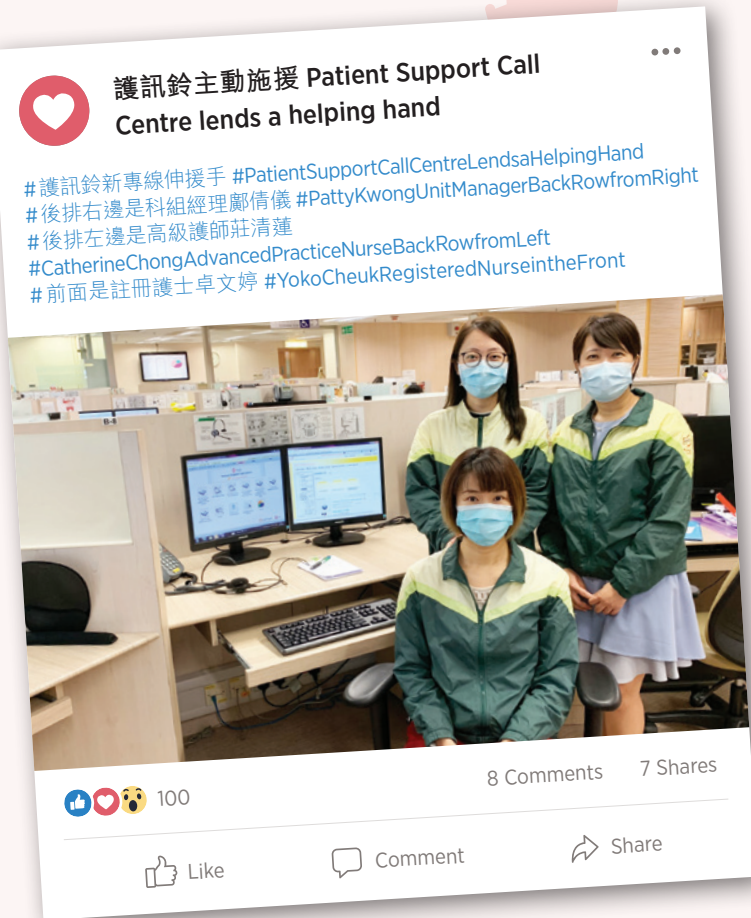 護訊鈴主動施援 Patient Support Call
Centre lends a helping hand
#護訊鈴新專線伸援手 #PatientSupportCallCentreLendsaHelpingHand
#後排右邊是科組經理鄺倩儀 #PattyKwongUnitManagerBackRowfromRight
#後排左邊是高級護師莊清蓮
#CatherineChongAdvancedPracticeNurseBackRowfromLeft
#前面是註冊護士卓文婷 #YokoCheukRegisteredNurseintheFront
B-8
100
8 Comments 7 Shares
Like Comment Share